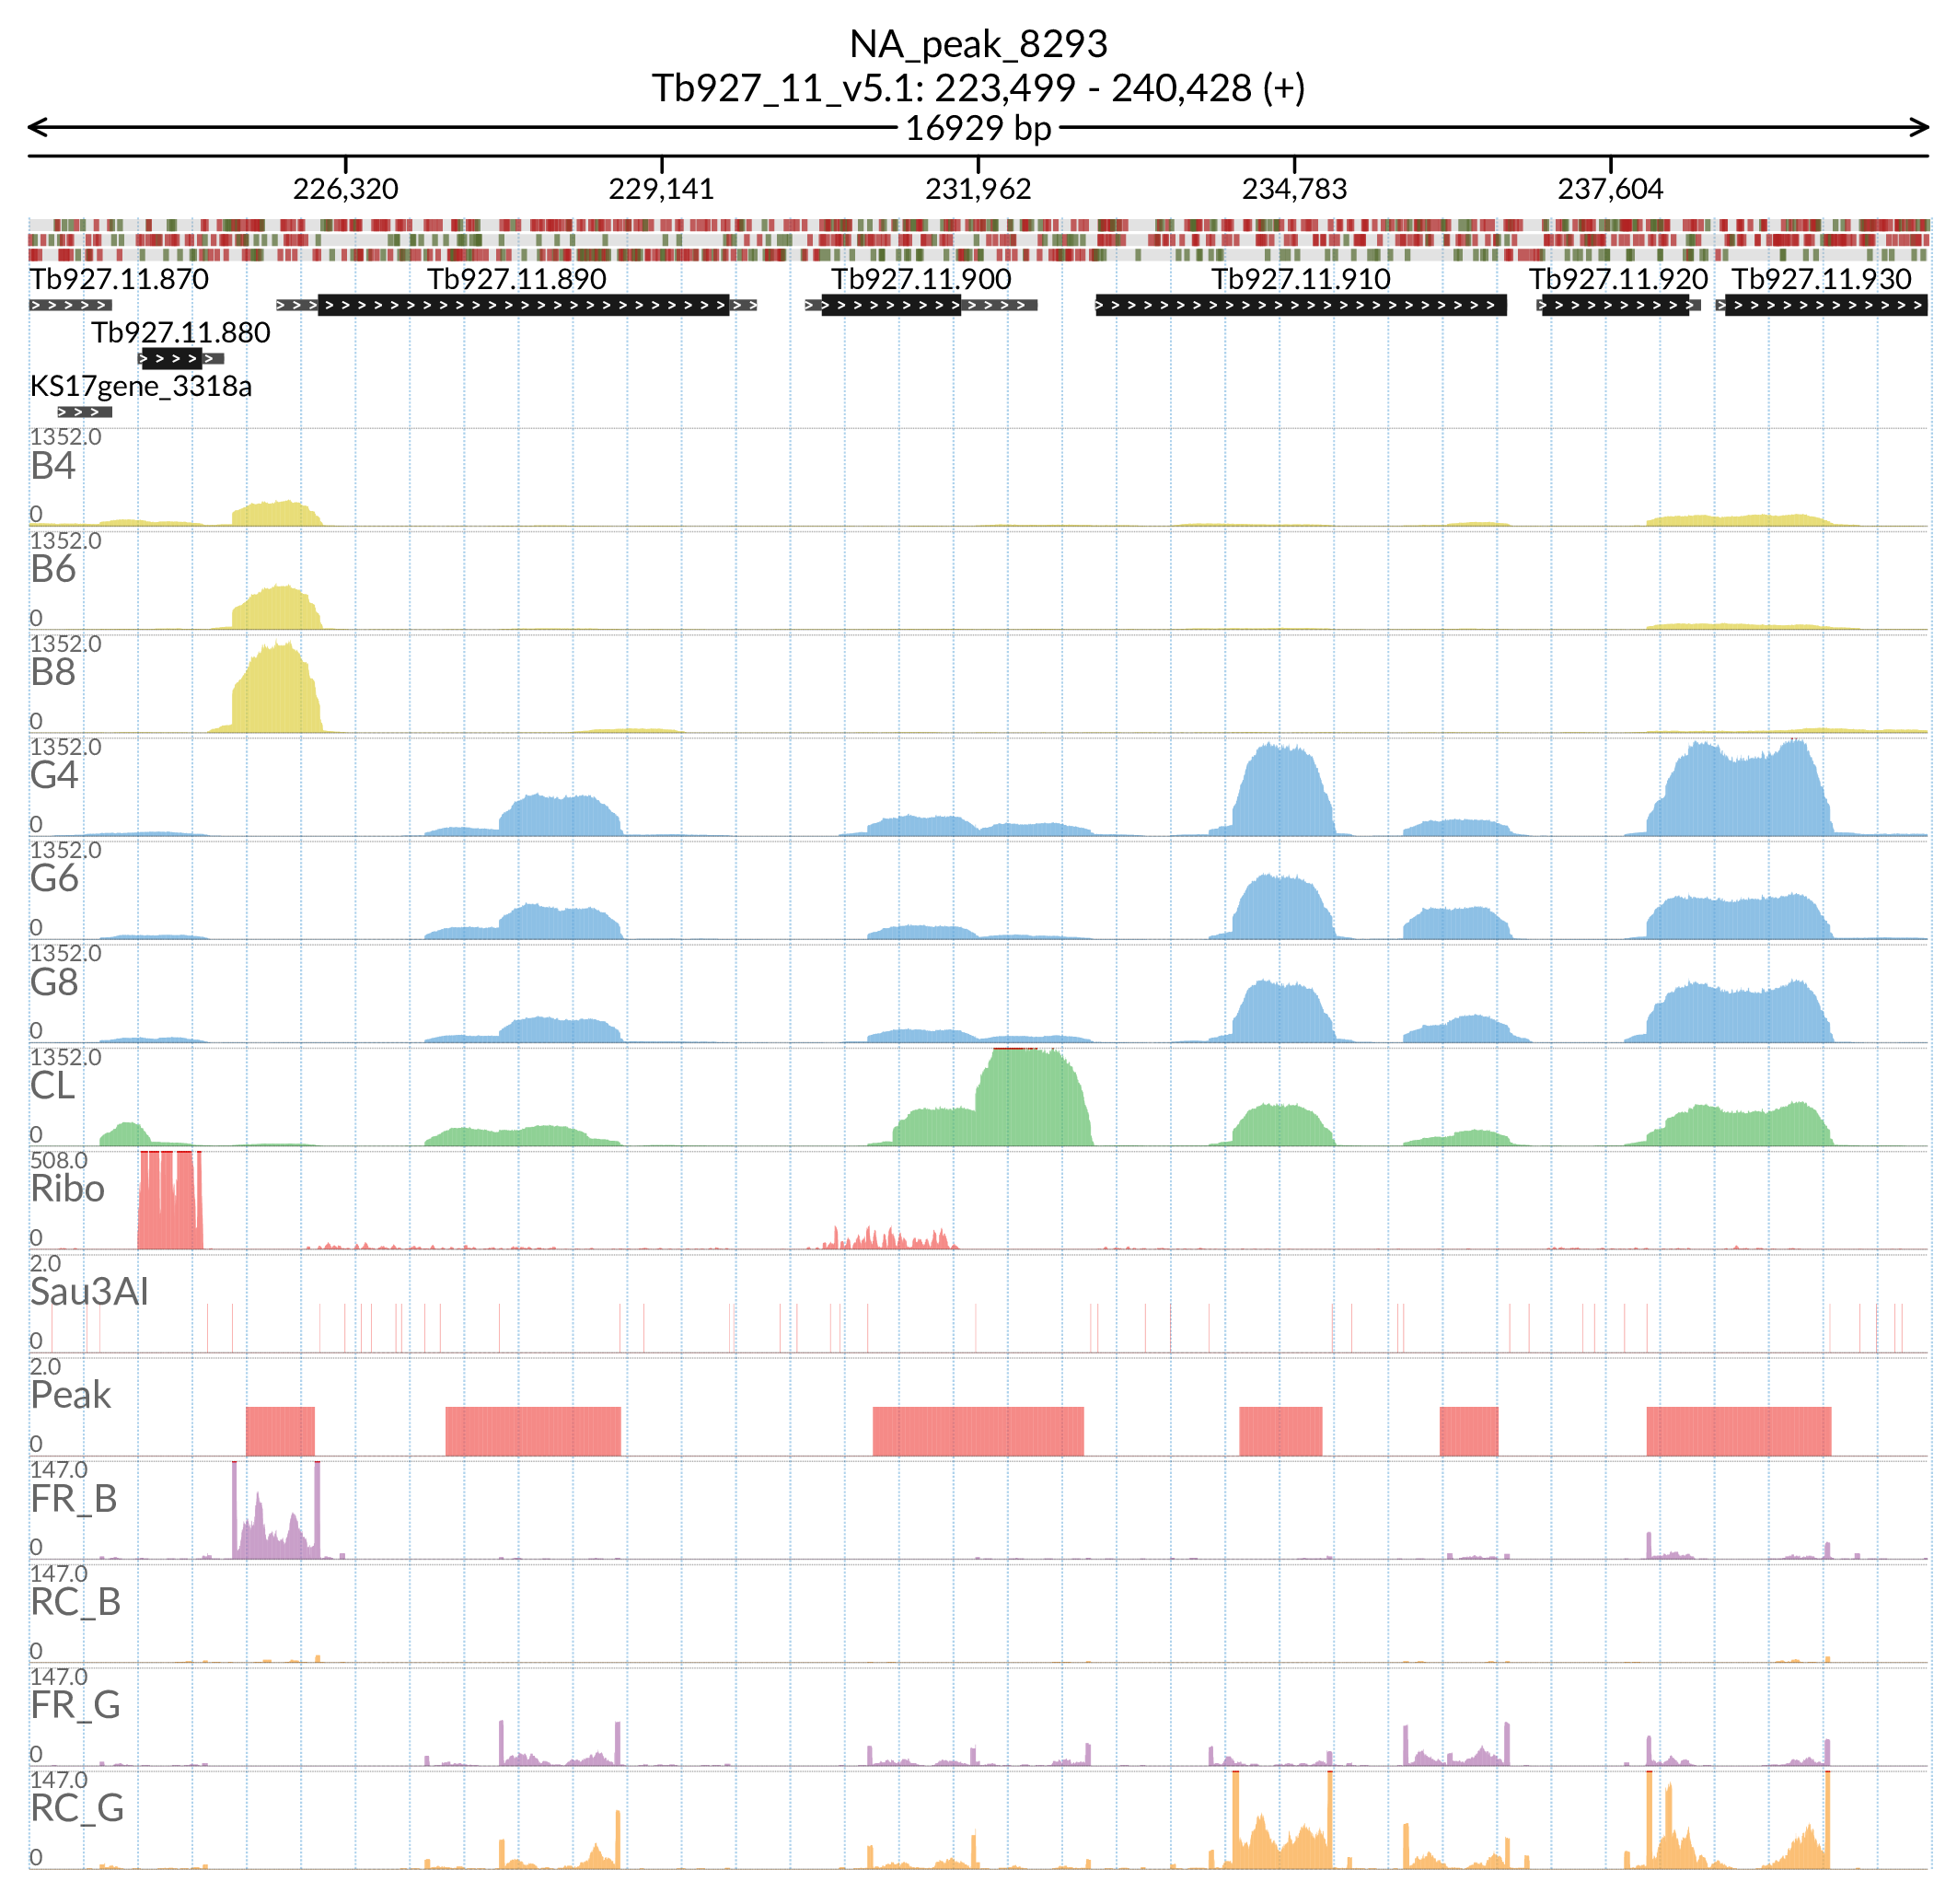 NA_peak_8293
Tb927_11_v5.1: 223,499 - 240,428 (+)
16929 bp
226,320 229,141 231,962 234,783 237,604
Tb927.11.870 Tb927.11.890 Tb927.11.900 Tb927.11.910 Tb927.11.920 Tb927.11.930
Tb927.11.880
KS17gene_3318a
1352.0
B4
0
1352.0
B6
0
1352.0
B8
0
1352.0
G4
0
1352.0
G6
0
1352.0
G8
0
1352.0
CL
0
508.0
Ribo
0
2.0
Sau3AI
0
2.0
Peak
0
147.0
FR_B
0
147.0
RC_B
0
147.0
FR_G
0
147.0
RC_G
0